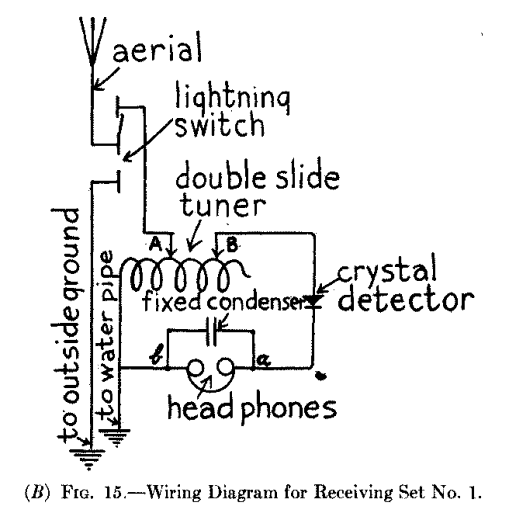 aerial
lightning
switch
double slide
tuner
A
B
crystal
detector
fixed condenser
b
a
head phones
to outside ground
to water pipe
(B) FIG. 15.—Wiring Diagram for Receiving Set No. 1.